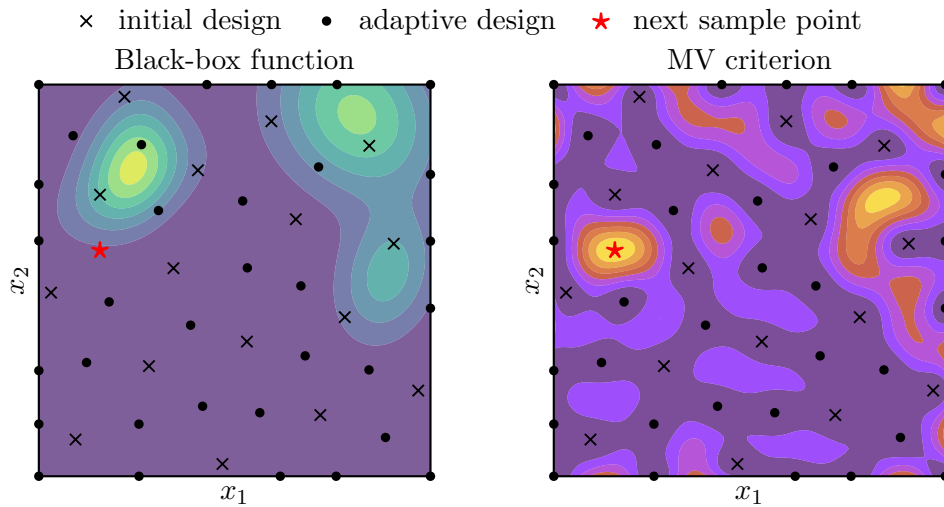 initial design adaptive design next sample point
Black-box function MV criterion
x₂ x₂
x₁ x₁